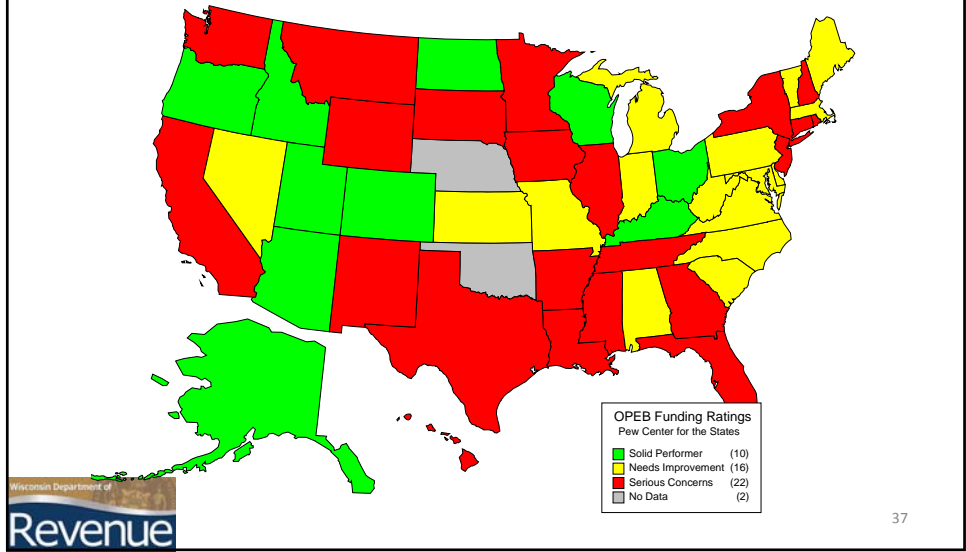 OPEB Funding Ratings
Pew Center for the States
Solid Performer (10)
Needs Improvement (16)
Serious Concerns (22)
No Data (2)
Wisconsin Department of
Revenue
37